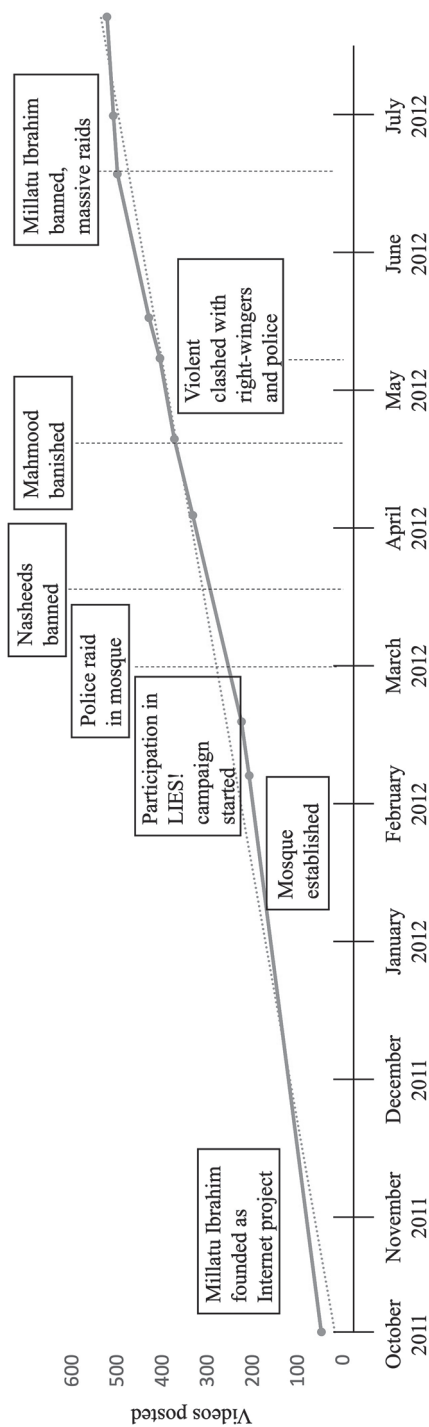 Videos posted
600
500
400
300
200
100
0
Millatu Ibrahim
founded as
Internet project
Mosque
established
Participation in
LIES!
campaign
started
Police raid
in mosque
Nasheeds
banned
Mahmood
banished
Violent
clashed with
right-wingers
and police
Millatu Ibrahim
banned,
massive raids
October
2011
November
2011
December
2011
January
2012
February
2012
March
2012
April
2012
May
2012
June
2012
July
2012